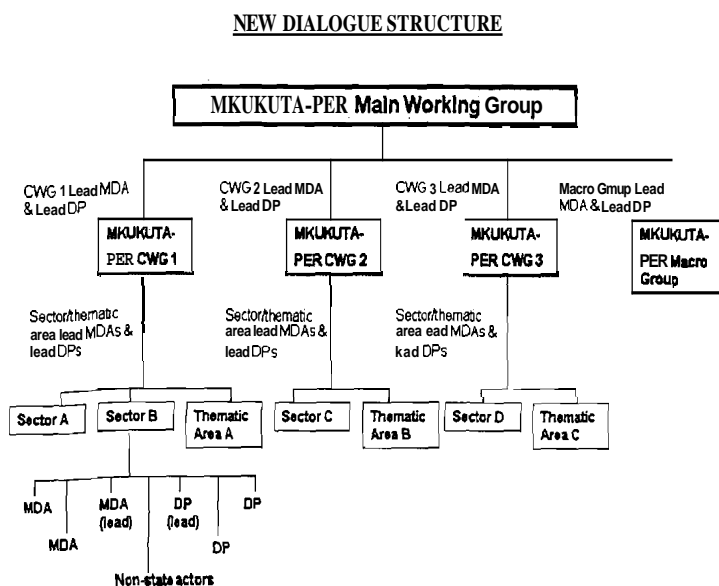 NEW DIALOGUE STRUCTURE
MKUKUTA-PER Main Working Group
CWG 1 Lead MDA
& Lead DP
CWG 2 Lead MDA
& Lead DP
CWG 3 Lead MDA
& Lead DP
Macro Gmup Lead
MDA & Lead DP
MKUKUTA-
PER CWG 1
MKUKUTA-
PER CWG 2
MKUKUTA-
PER CWG 3
MKUKUTA-
PER Macro
Group
Sector/thematic
area lead MDAs &
lead DPs
Sector/thematic
area lead MDAs &
lead DPs
Sector/thematic
area ead MDAs &
kad DPs
Sector A
Sector B
Thematic
Area A
Sector C
Thematic
Area B
Sector D
Thematic
Area C
MDA
MDA
MDA
(lead)
DP
(lead)
DP
DP
Non-state actors